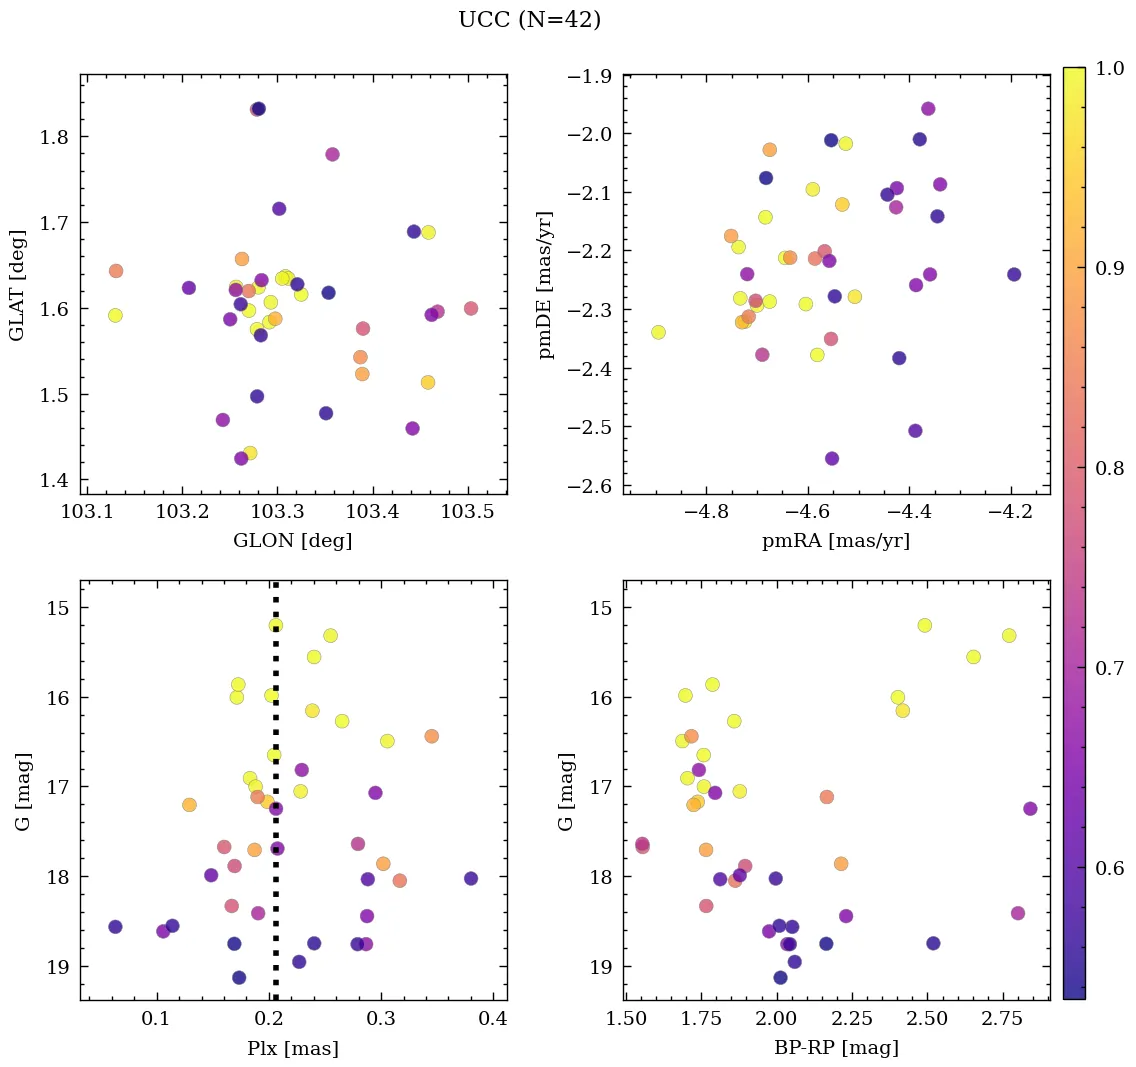 UCC (N=42)
1.8
1.7
1.6
1.5
1.4
GLAT [deg]
103.1 103.2 103.3 103.4 103.5
GLON [deg]
−1.9
−2.0
−2.1
−2.2
−2.3
−2.4
−2.5
−2.6
pmDE [mas/yr]
−4.8 −4.6 −4.4 −4.2
pmRA [mas/yr]
15
16
17
18
19
G [mag]
0.1 0.2 0.3 0.4
Plx [mas]
15
16
17
18
19
G [mag]
1.50 1.75 2.00 2.25 2.50 2.75
BP-RP [mag]
1.0
0.9
0.8
0.7
0.6